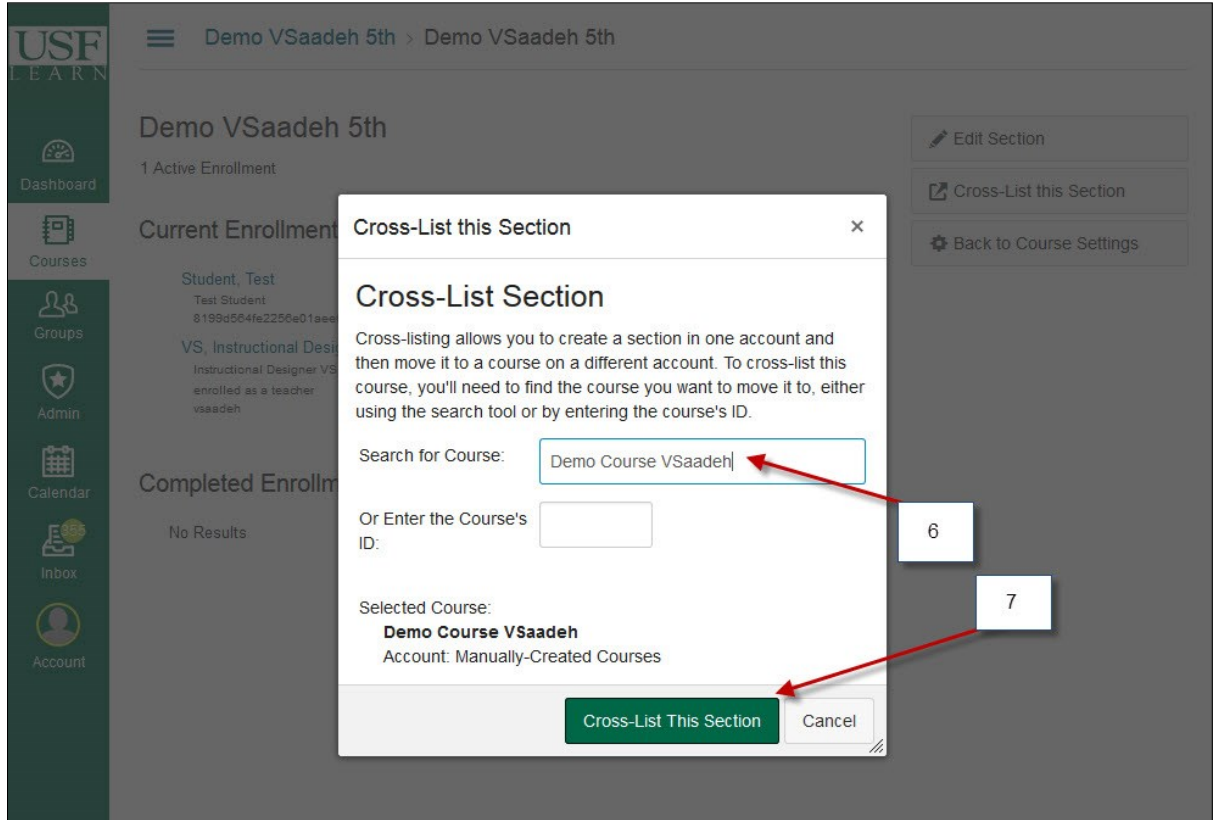 USF
LEARN
Demo VSaadeh 5th > Demo VSaadeh 5th
Dashboard
Courses
Groups
Admin
Calendar
355
Inbox
Account
Demo VSaadeh 5th
1 Active Enrollment
Current Enrollment
Student, Test
Test Student
VS, Instructional Desi
Instructional Designer VS
enrolled as a teacher
vsaadeh
Completed Enrollm
No Results
Edit Section
Cross-List this Section
Back to Course Settings
Cross-List this Section ×
Cross-List Section
Cross-listing allows you to create a section in one account and
then move it to a course on a different account. To cross-list this
course, you'll need to find the course you want to move it to, either
using the search tool or by entering the course's ID.
Search for Course: Demo Course VSaadeh
Or Enter the Course's
ID:
Selected Course:
Demo Course VSaadeh
Account: Manually-Created Courses
Cross-List This Section Cancel
6
7